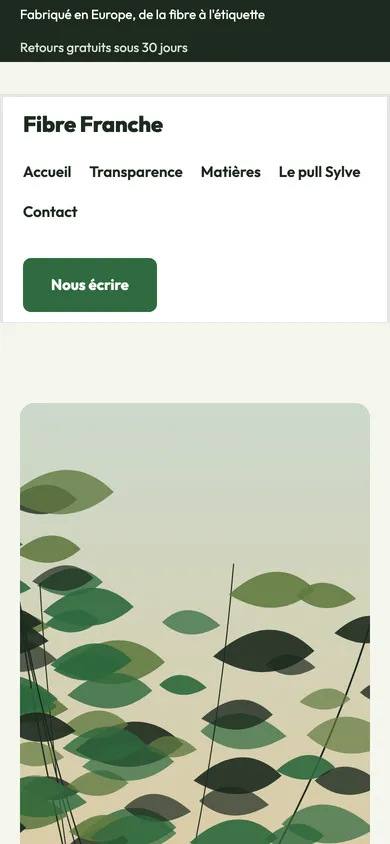 Fabriqué en Europe, de la fibre à l'étiquette
Retours gratuits sous 30 jours
Fibre Franche
Accueil Transparence Matières Le pull Sylve
Contact
Nous écrire